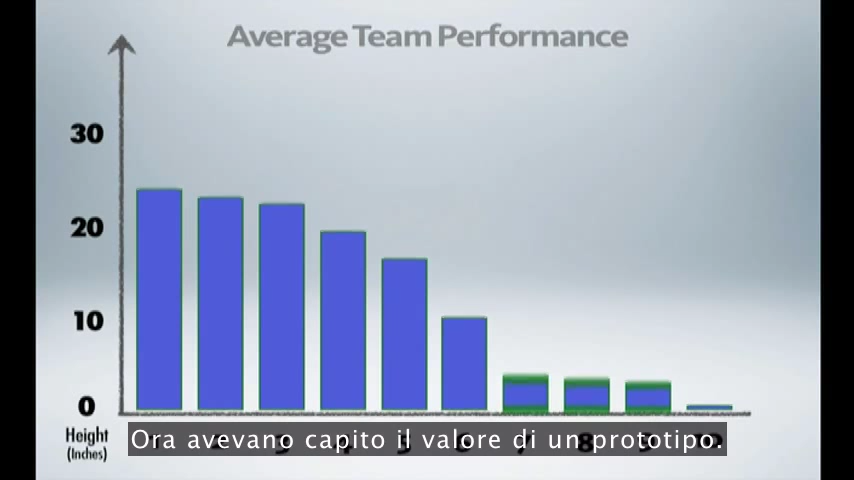 Average Team Performance
30
20
10
0
Height
(Inches)
Ora avevano capito il valore di un prototipo.